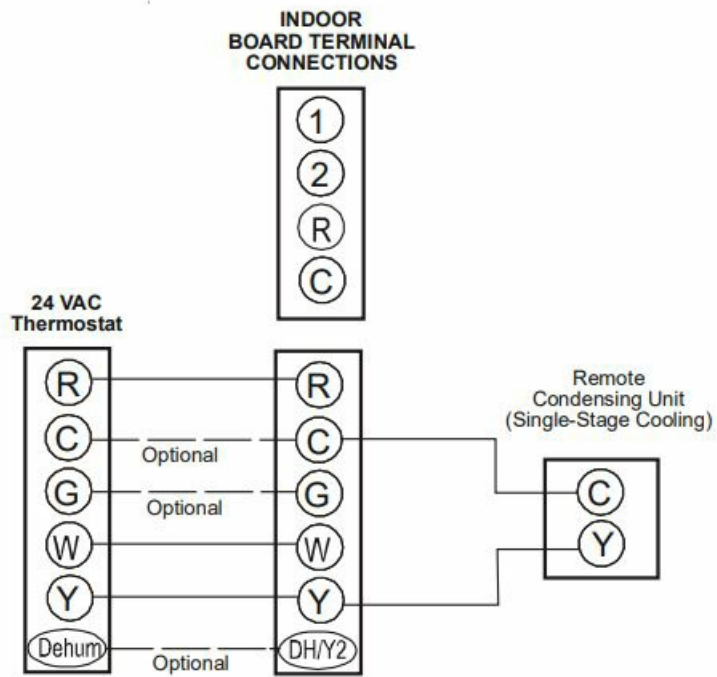 INDOOR
BOARD TERMINAL
CONNECTIONS
1
2
R
C
24 VAC
Thermostat
R
C
G
W
Y
Dehum
Optional
Optional
Optional
R
C
G
W
Y
DH/Y2
Remote
Condensing Unit
(Single-Stage Cooling)
C
Y